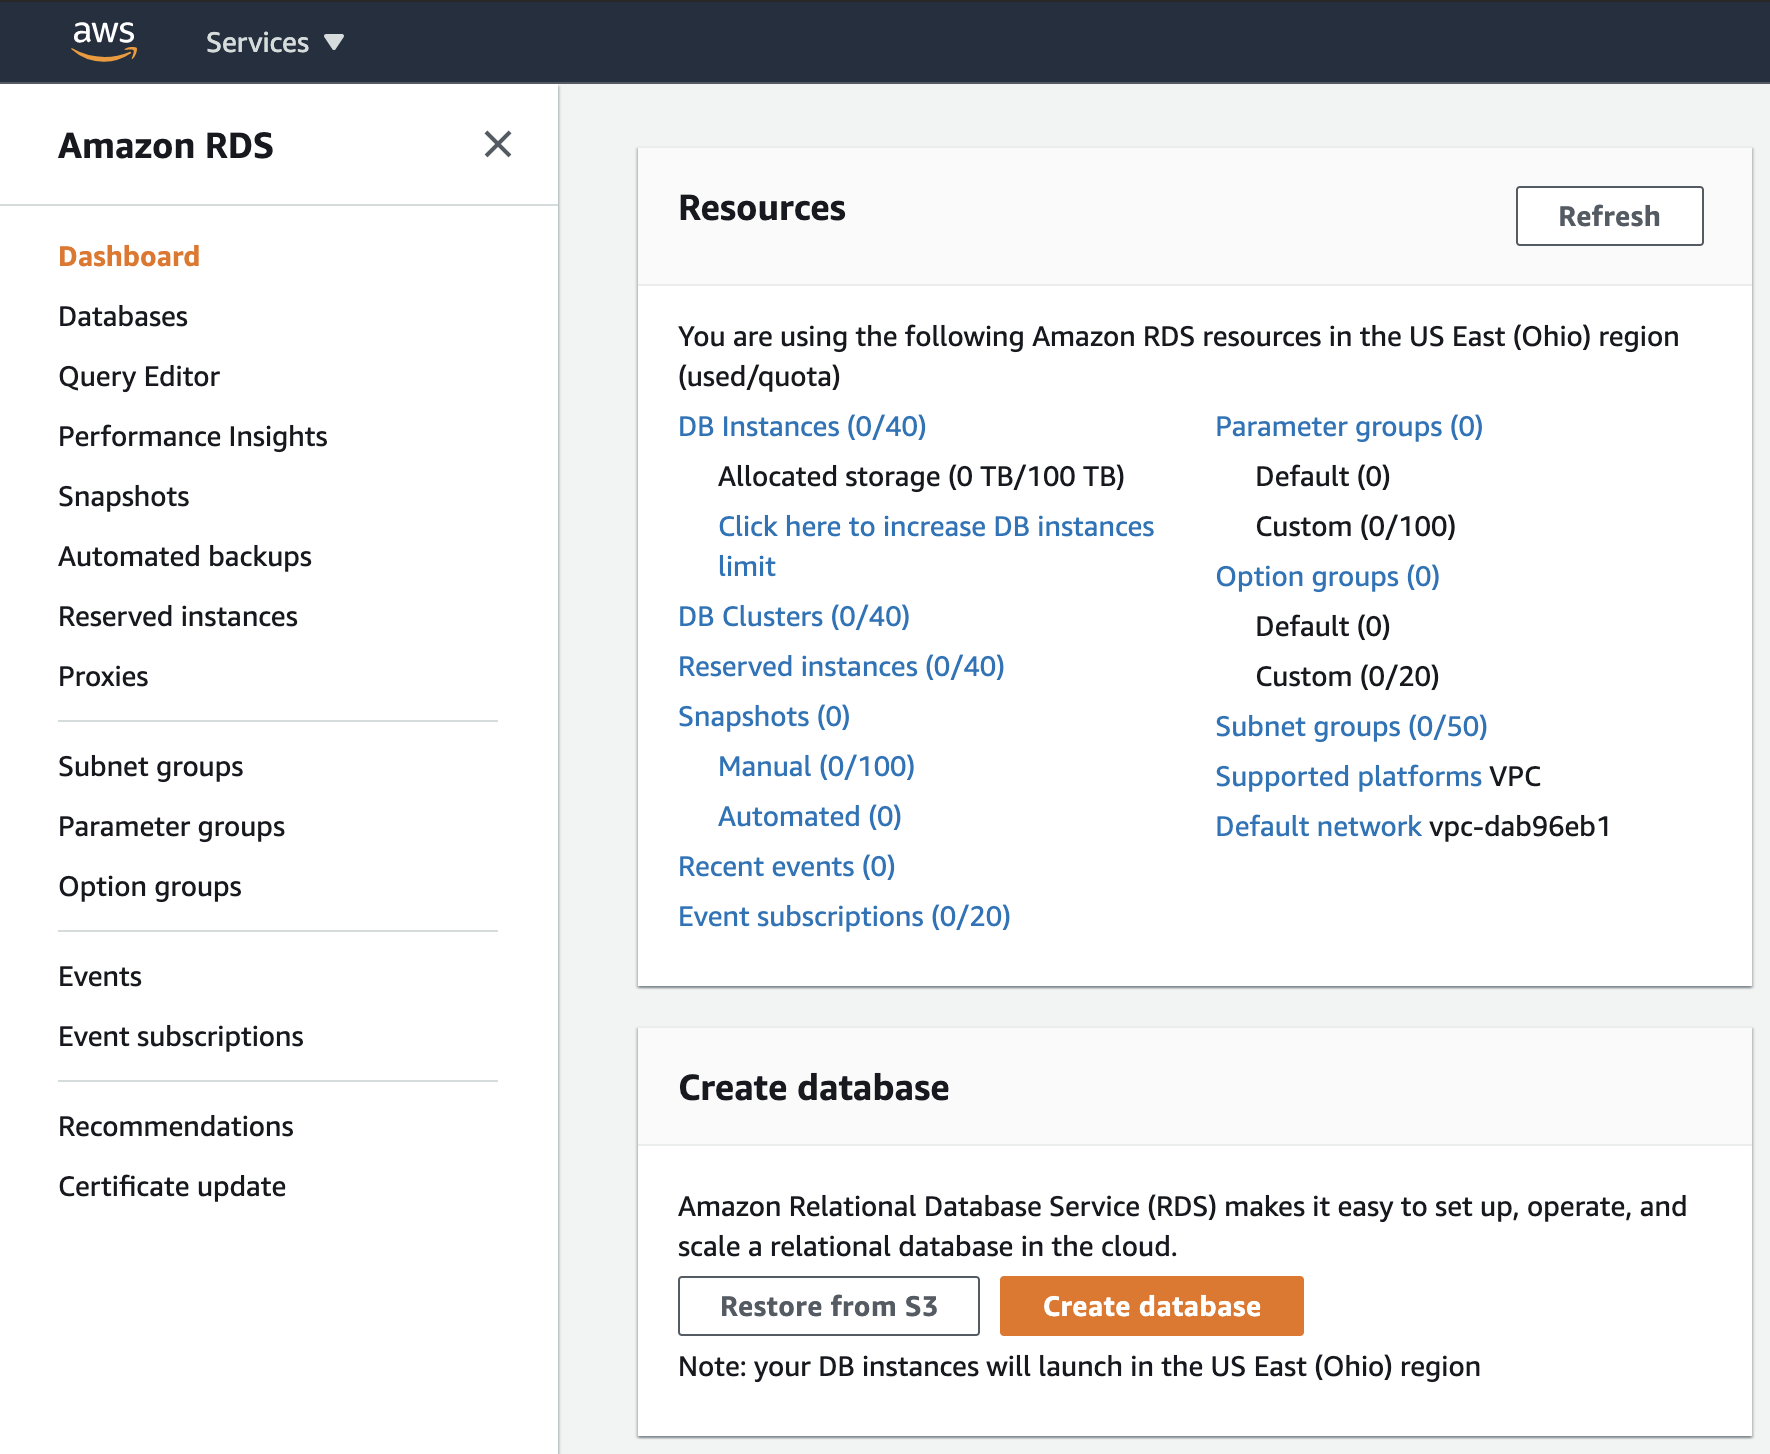 aws
Services
Amazon RDS
Dashboard
Databases
Query Editor
Performance Insights
Snapshots
Automated backups
Reserved instances
Proxies
Subnet groups
Parameter groups
Option groups
Events
Event subscriptions
Recommendations
Certificate update
Resources
Refresh
You are using the following Amazon RDS resources in the US East (Ohio) region
(used/quota)
DB Instances (0/40)
Allocated storage (0 TB/100 TB)
Click here to increase DB instances
limit
DB Clusters (0/40)
Reserved instances (0/40)
Snapshots (0)
Manual (0/100)
Automated (0)
Recent events (0)
Event subscriptions (0/20)
Parameter groups (0)
Default (0)
Custom (0/100)
Option groups (0)
Default (0)
Custom (0/20)
Subnet groups (0/50)
Supported platforms VPC
Default network vpc-dab96eb1
Create database
Amazon Relational Database Service (RDS) makes it easy to set up, operate, and
scale a relational database in the cloud.
Restore from S3
Create database
Note: your DB instances will launch in the US East (Ohio) region